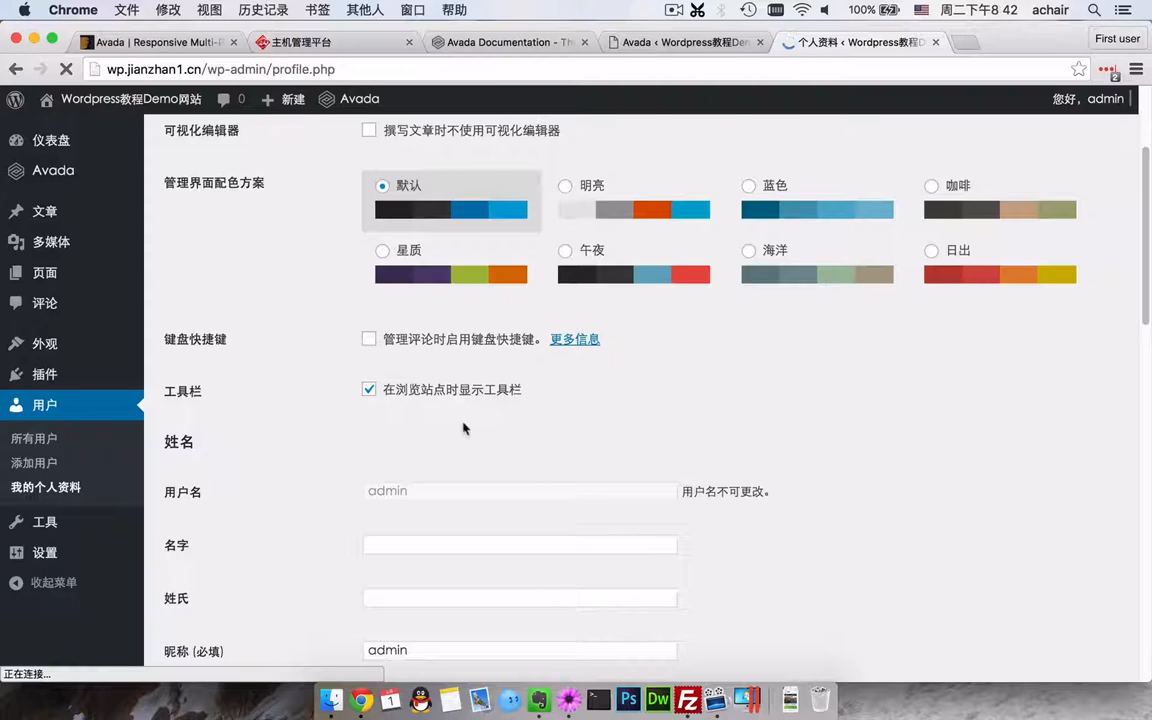 Chrome 文件 修改 视图 历史记录 书签 其他人 窗口 帮助 100% 周二下午8 42 achair
Avada | Responsive Multi-P 主机管理平台 Avada Documentation - Th Avada ‹ Wordpress教程Den 个人资料 ‹ Wordpress教程D First user
wp.jianzhan1.cn/wp-admin/profile.php 2
Wordpress教程Demo网站 0 新建 Avada 您好，admin
仪表盘
Avada
文章
多媒体
页面
评论
外观
插件
用户
所有用户
添加用户
我的个人资料
工具
设置
收起菜单
可视化编辑器 撰写文章时不使用可视化编辑器
管理界面配色方案 默认 明亮 蓝色 咖啡
星质 午夜 海洋 日出
键盘快捷键 管理评论时启用键盘快捷键。 更多信息
工具栏 在浏览站点时显示工具栏
姓名
用户名 admin 用户名不可更改。
名字
姓氏
昵称 (必填) admin
正在连接...
1 Ps Dw Fz